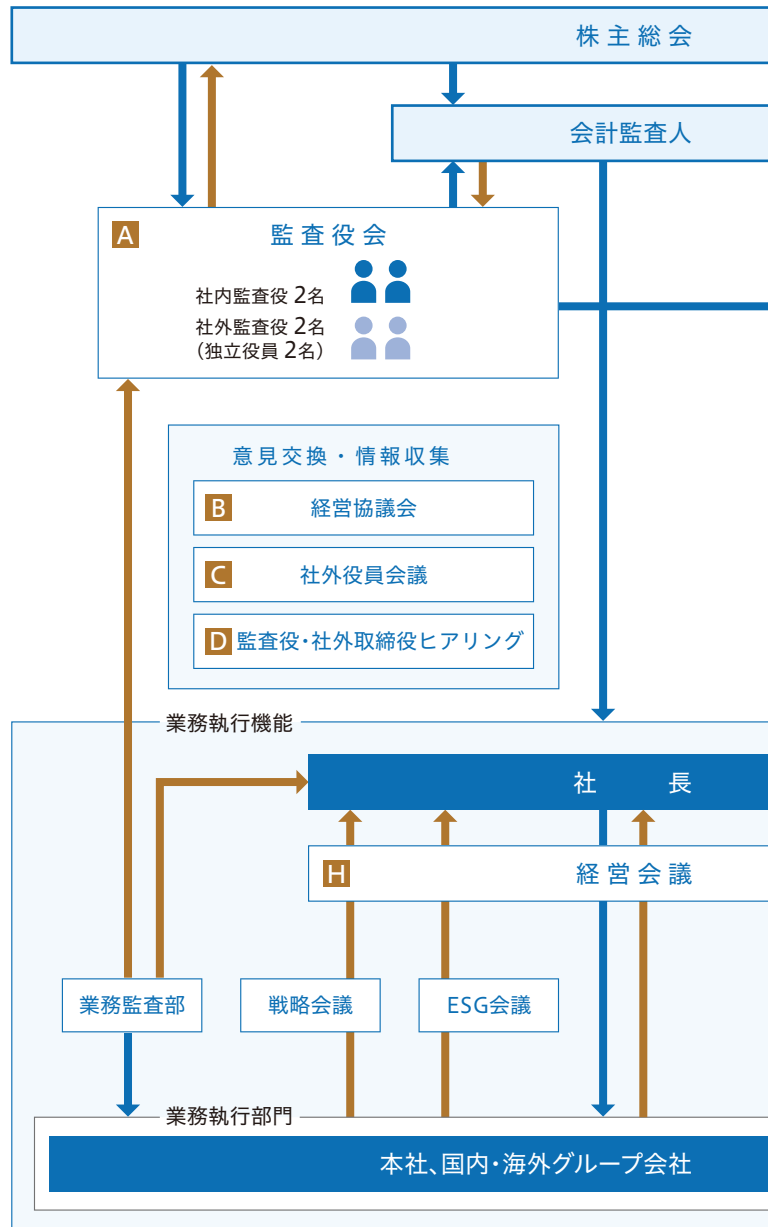 株主総会
会計監査人
A 監査役会
社内監査役 2名
社外監査役 2名
（独立役員 2名）
意見交換・情報収集
B 経営協議会
C 社外役員会議
D 監査役・社外取締役ヒアリング
業務執行機能
社 長
H 経営会議
業務監査部 戦略会議 ESG会議
業務執行部門
本社、国内・海外グループ会社